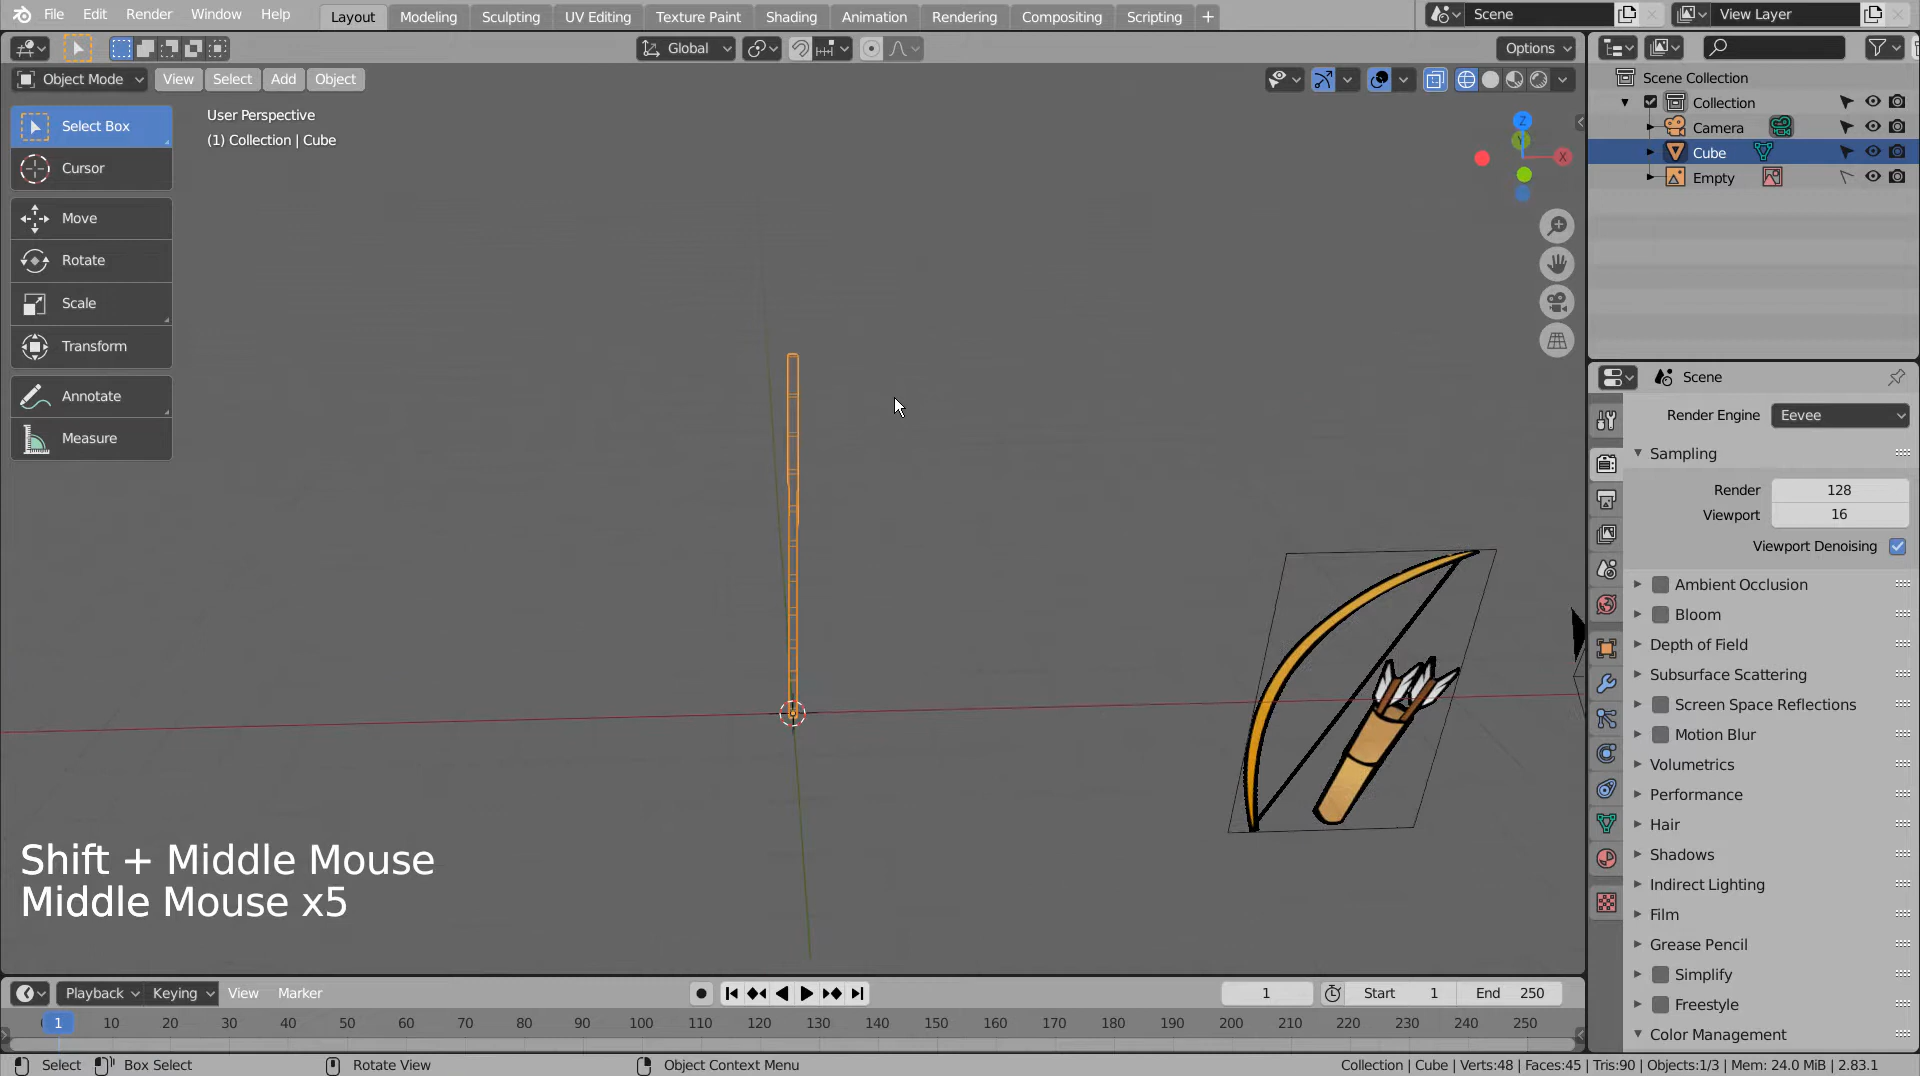 File Edit Render Window Help Layout Modeling Sculpting UV Editing Texture Paint Shading Animation Rendering Compositing Scripting + Scene View Layer
Global Options
Object Mode View Select Add Object
Scene Collection
Collection
Camera
Cube
Empty
User Perspective
(1) Collection | Cube
Z
Y
X
Select Box
Cursor
Move
Rotate
Scale
Transform
Annotate
Measure
Scene
Render Engine Eevee
Sampling
Render 128
Viewport 16
Viewport Denoising
Ambient Occlusion
Bloom
Depth of Field
Subsurface Scattering
Screen Space Reflections
Motion Blur
Volumetrics
Performance
Hair
Shadows
Indirect Lighting
Film
Grease Pencil
Simplify
Freestyle
Color Management
Shift + Middle Mouse
Middle Mouse x5
Playback Keying View Marker 1 Start 1 End 250
1 10 20 30 40 50 60 70 80 90 100 110 120 130 140 150 160 170 180 190 200 210 220 230 240 250
Select Box Select Rotate View Object Context Menu Collection | Cube | Verts:48 | Faces:45 | Tris:90 | Objects:1/3 | Mem: 24.0 MiB | 2.83.1